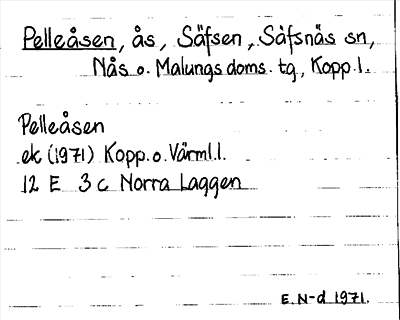 Pelleåsen, ås, Säfsen, Säfsnäs sn,
Nås o. Malungs doms. tg., Kopp. l.
Pelleåsen
ek (1971) Kopp. o. Värml. l.
12 E 3 c Norra Laggen
E. N-d 1971.